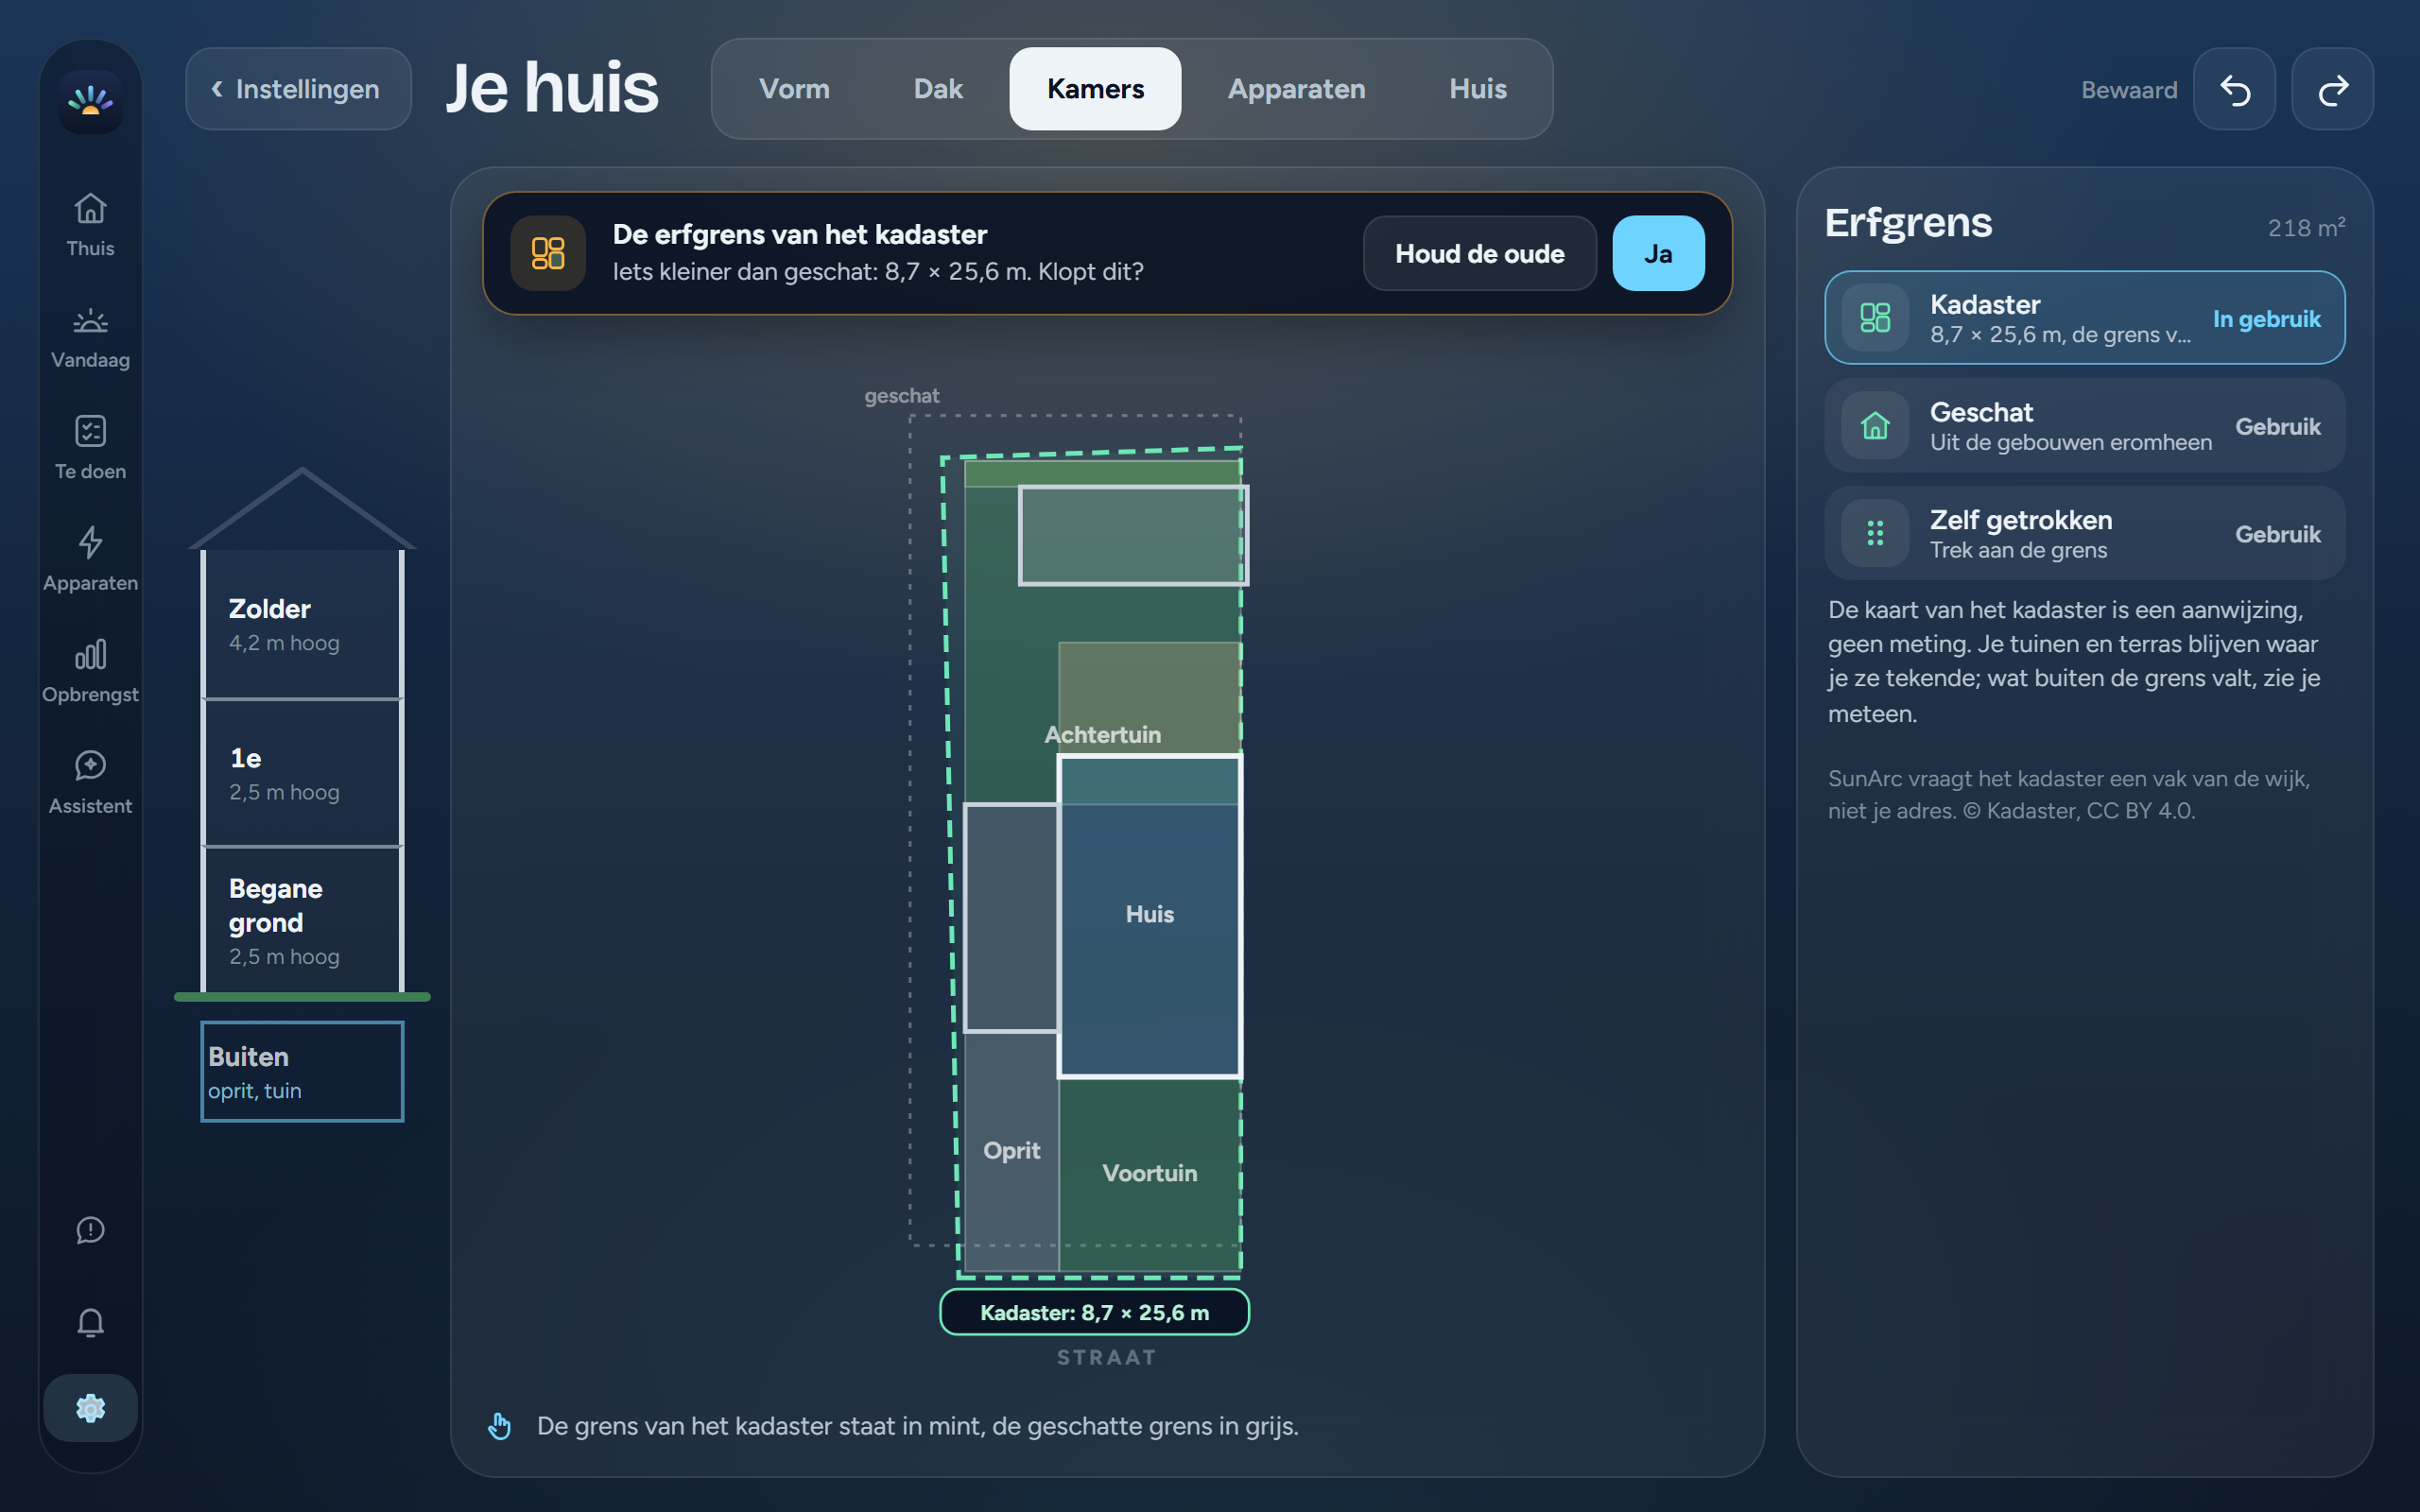 ‹ Instellingen
Je huis
Vorm
Dak
Kamers
Apparaten
Huis
Bewaard
Thuis
Vandaag
Te doen
Apparaten
Opbrengst
Assistent
Zolder
4,2 m hoog
1e
2,5 m hoog
Begane
grond
2,5 m hoog
Buiten
oprit, tuin
De erfgrens van het kadaster
Iets kleiner dan geschat: 8,7 × 25,6 m. Klopt dit?
Houd de oude
Ja
geschat
Achtertuin
Huis
Oprit
Voortuin
Kadaster: 8,7 × 25,6 m
STRAAT
De grens van het kadaster staat in mint, de geschatte grens in grijs.
Erfgrens
218 m²
Kadaster
8,7 × 25,6 m, de grens v...
In gebruik
Geschat
Uit de gebouwen eromheen
Gebruik
Zelf getrokken
Trek aan de grens
Gebruik
De kaart van het kadaster is een aanwijzing,
geen meting. Je tuinen en terras blijven waar
je ze tekende; wat buiten de grens valt, zie je
meteen.
SunArc vraagt het kadaster een vak van de wijk,
niet je adres. © Kadaster, CC BY 4.0.